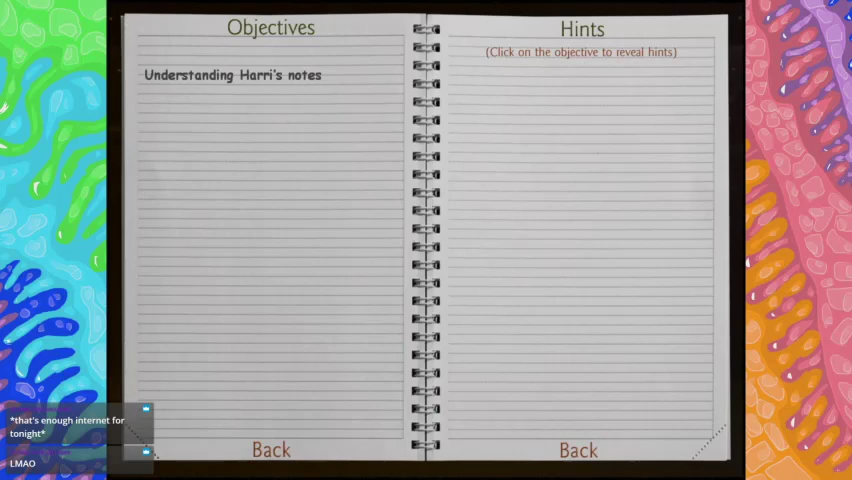 Objectives
Understanding Harri's notes
Back
Hints
(Click on the objective to reveal hints)
Back
*that's enough internet for
tonight*
LMAO